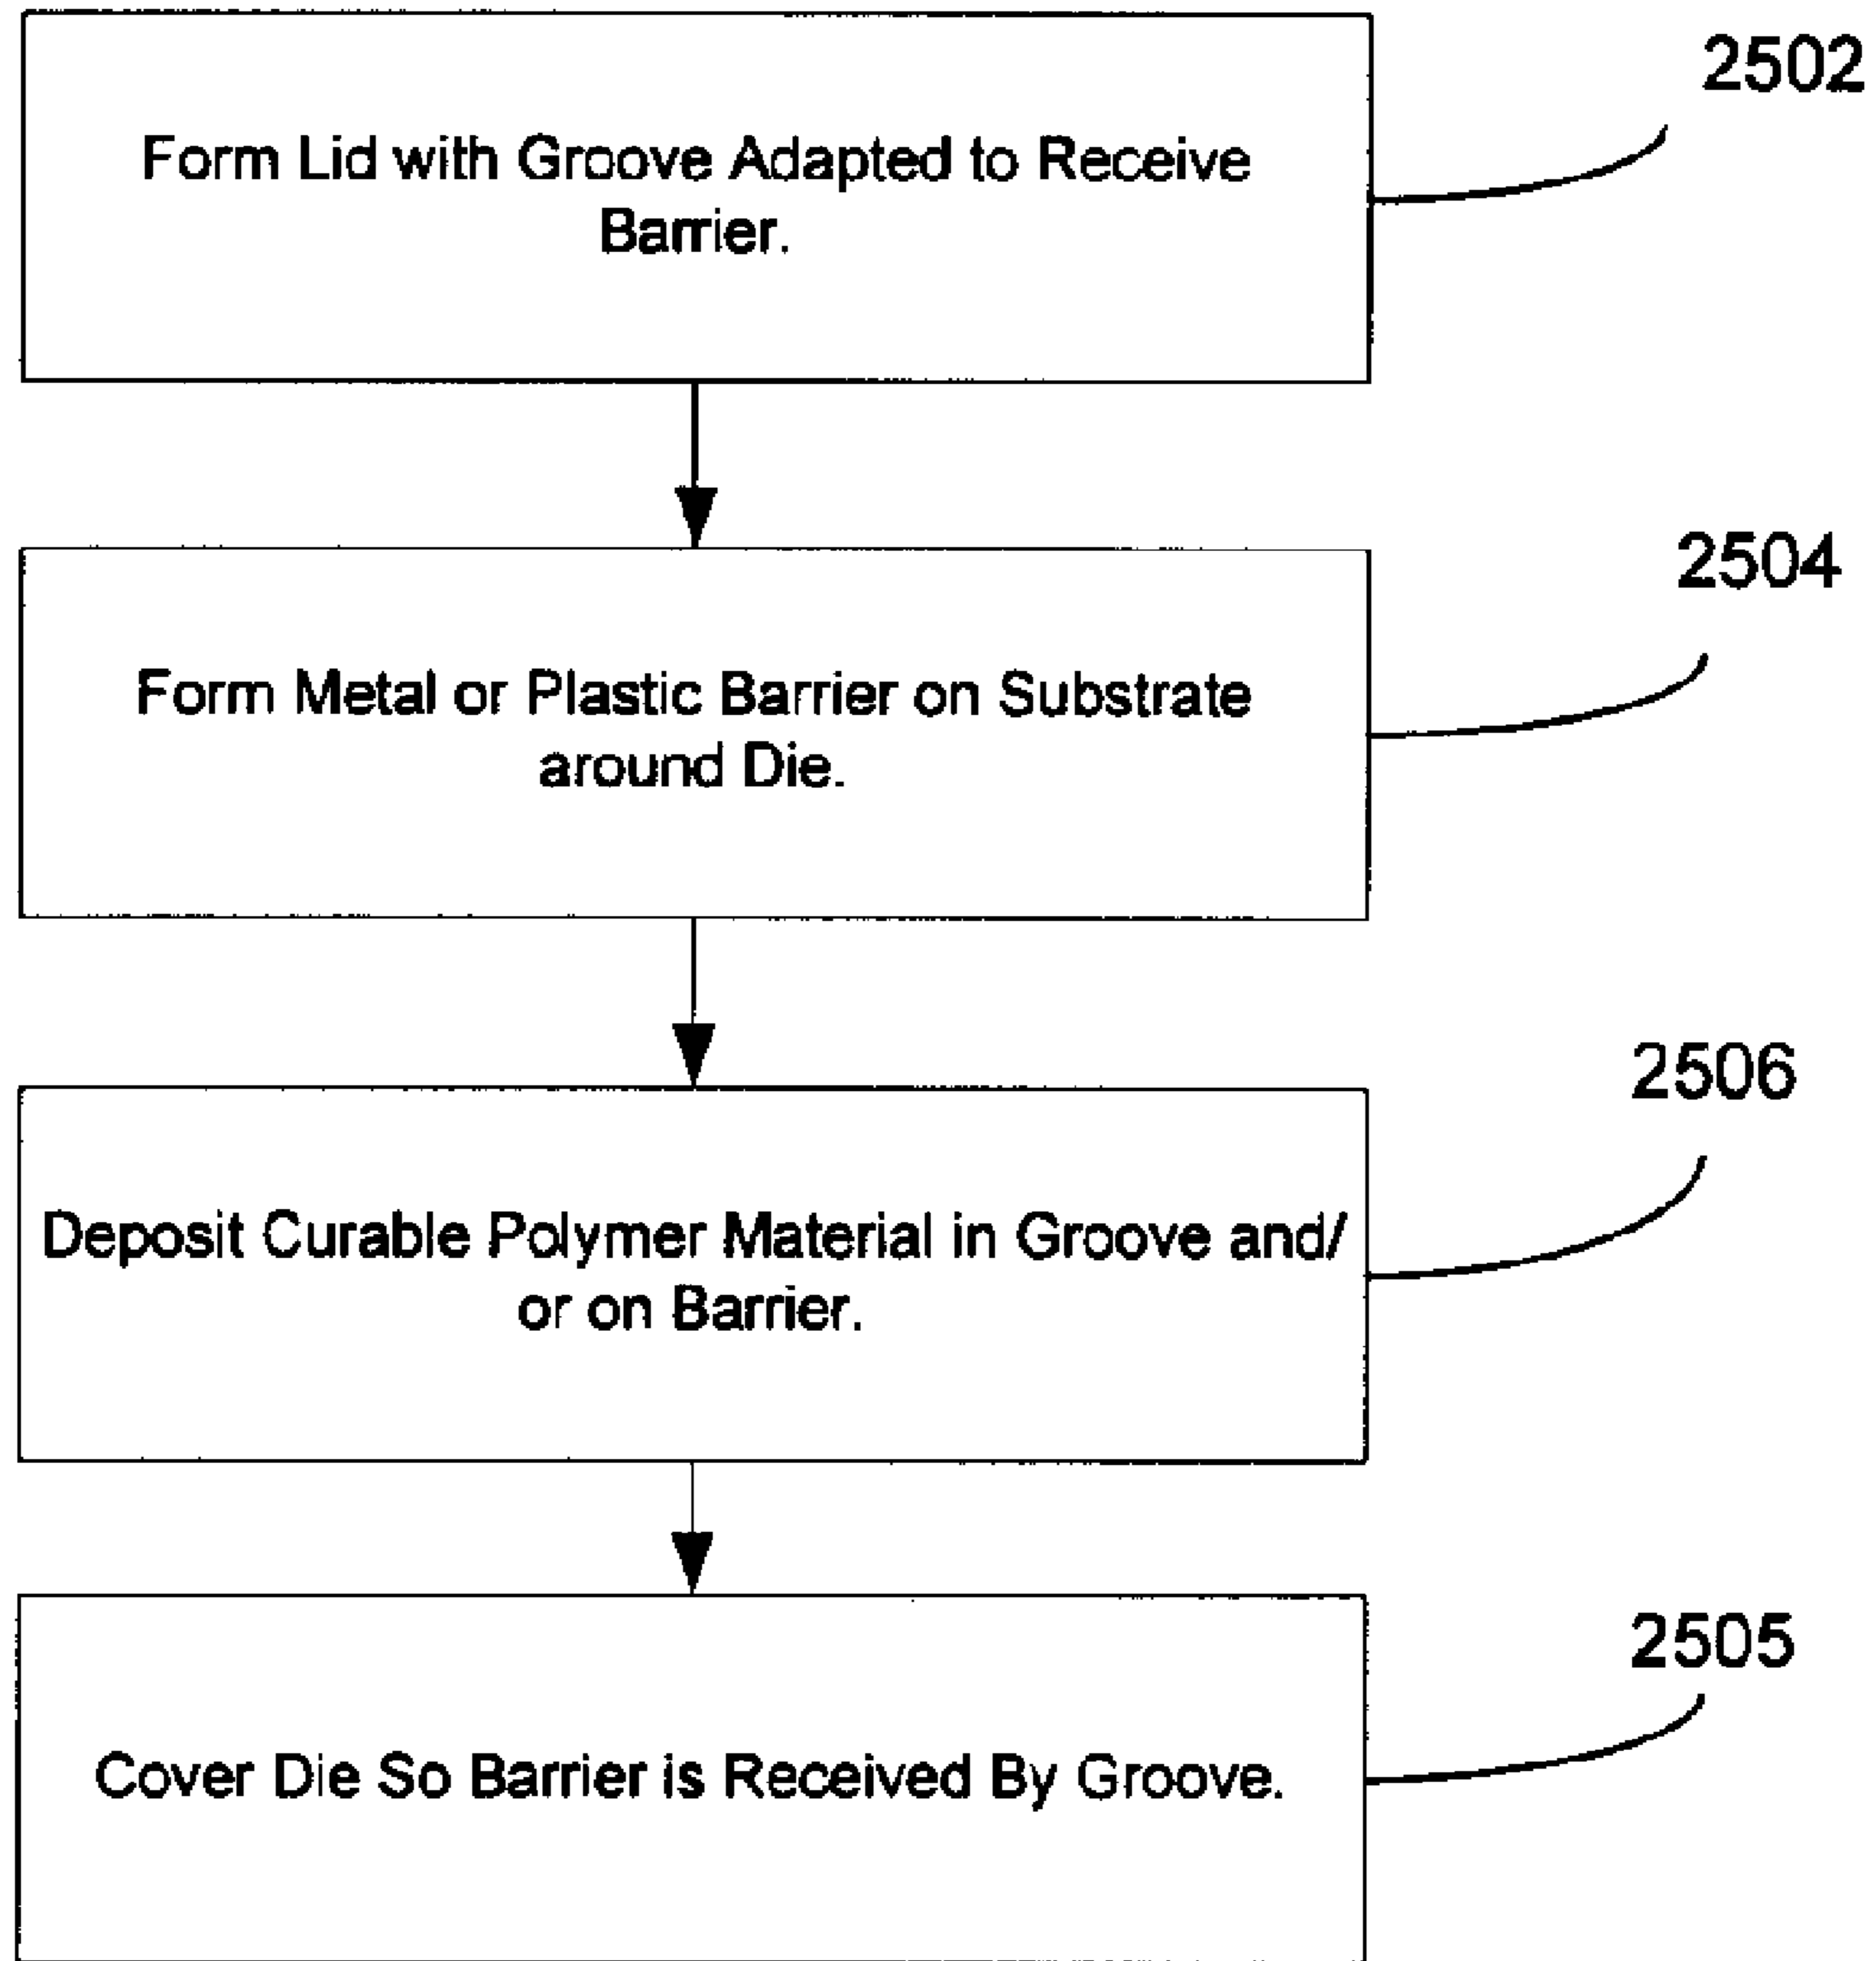 2502
Form Lid with Groove Adapted to Receive
Barrier.
2504
Form Metal or Plastic Barrier on Substrate
around Die.
2506
Deposit Curable Polymer Material in Groove and/
or on Barrier.
2505
Cover Die So Barrier is Received By Groove.